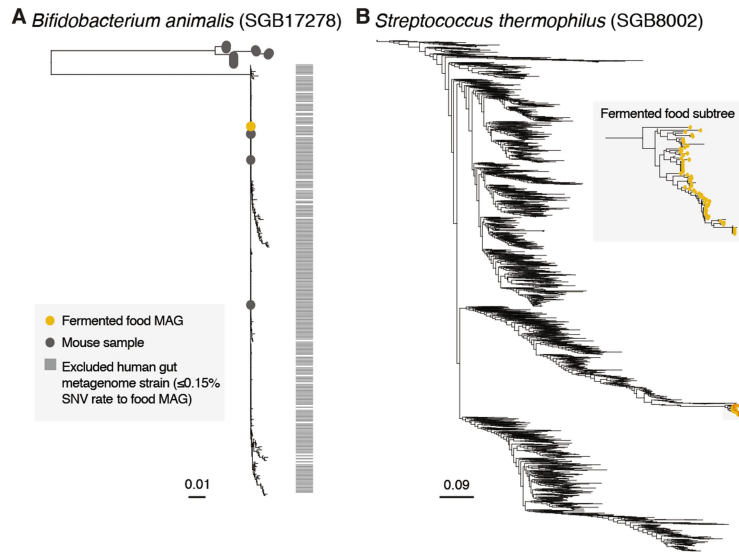 A Bifidobacterium animalis (SGB17278)
B Streptococcus thermophilus (SGB8002)
Fermented food subtree
Fermented food MAG
Mouse sample
Excluded human gut
metagenome strain (≤0.15%
SNV rate to food MAG)
0.01
0.09